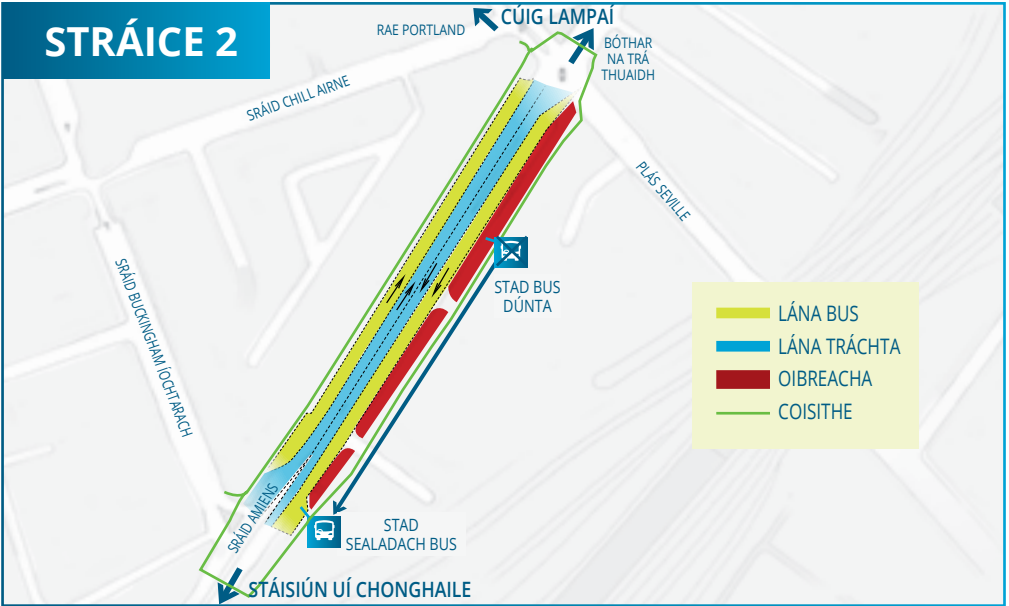 STRÁICE 2
CÚIG LAMPAÍ
RAE PORTLAND
BÓTHAR
NA TRÁ
THUAIDH
SRÁID CHILL AIRNE
PLÁS SEVILLE
STAD BUS
DÚNTA
SRÁID BUCKINGHAM ÍOCHTARACH
LÁNA BUS
LÁNA TRÁCHTA
OIBREACHA
COISITHE
SRÁID AMIENS
STAD
SEALADACH BUS
STÁISIÚN UÍ CHONGHAILE